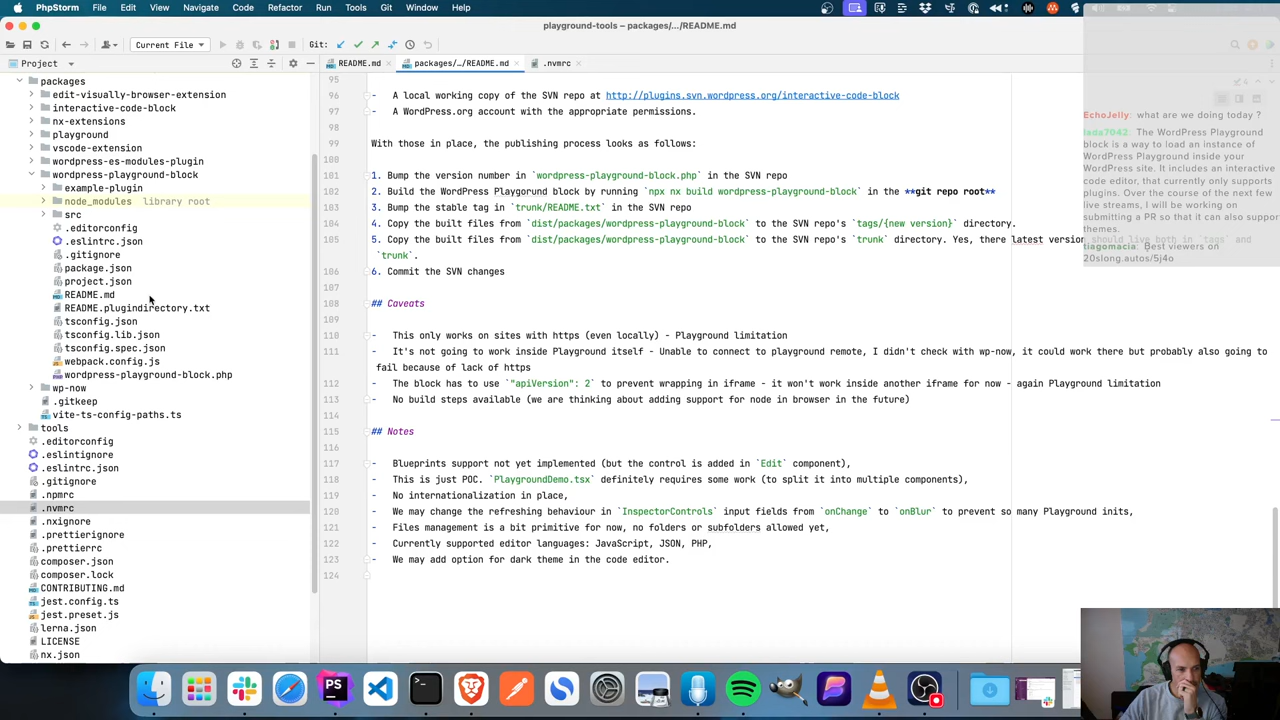 PhpStorm File Edit View Navigate Code Refactor Run Tools Git Window Help
playground-tools – packages/.../README.md
Current File
Git:
Project
README.md
packages/.../README.md
.nvmrc
packages
edit-visually-browser-extension
interactive-code-block
nx-extensions
playground
vscode-extension
wordpress-es-modules-plugin
wordpress-playground-block
example-plugin
node_modules library root
src
.editorconfig
.eslintrc.json
.gitignore
package.json
project.json
README.md
README.plugindirectory.txt
tsconfig.json
tsconfig.lib.json
tsconfig.spec.json
webpack.config.js
wordpress-playground-block.php
wp-now
.gitkeep
vite-ts-config-paths.ts
tools
.editorconfig
.eslintignore
.eslintrc.json
.gitignore
.npmrc
.nvmrc
.nxignore
.prettierignore
.prettierrc
composer.json
composer.lock
CONTRIBUTING.md
jest.config.ts
jest.preset.js
lerna.json
LICENSE
nx.json
95
96 - A local working copy of the SVN repo at http://plugins.svn.wordpress.org/interactive-code-block
97 - A WordPress.org account with the appropriate permissions.
98
99 With those in place, the publishing process looks as follows:
100
101 1. Bump the version number in `wordpress-playground-block.php` in the SVN repo
102 2. Build the WordPress Playgorund block by running `npx nx build wordpress-playground-block` in the **git repo root**
103 3. Bump the stable tag in `trunk/README.txt` in the SVN repo
104 4. Copy the built files from `dist/packages/wordpress-playground-block` to the SVN repo's `tags/{new version}` directory.
105 5. Copy the built files from `dist/packages/wordpress-playground-block` to the SVN repo's `trunk` directory. Yes, there latest version should live both in `tags` and
`trunk`.
106 6. Commit the SVN changes
107
108 ## Caveats
109
110 - This only works on sites with https (even locally) - Playground limitation
111 - It's not going to work inside Playground itself - Unable to connect to playground remote, I didn't check with wp-now, it could work there but probably also going to
fail because of lack of https
112 - The block has to use `"apiVersion": 2` to prevent wrapping in iframe - it won't work inside another iframe for now - again Playground limitation
113 - No build steps available (we are thinking about adding support for node in browser in the future)
114
115 ## Notes
116
117 - Blueprints support not yet implemented (but the control is added in `Edit` component),
118 - This is just POC. `PlaygroundDemo.tsx` definitely requires some work (to split it into multiple components),
119 - No internationalization in place,
120 - We may change the refreshing behaviour in `InspectorControls` input fields from `onChange` to `onBlur` to prevent so many Playground inits,
121 - Files management is a bit primitive for now, no folders or subfolders allowed yet,
122 - Currently supported editor languages: JavaScript, JSON, PHP,
123 - We may add option for dark theme in the code editor.
124
EchoJelly: what are we doing today ?
lada7042: The WordPress Playground
block is a way to load an instance of
WordPress Playground inside your
WordPress site. It includes an interactive
code editor, that currently only supports
plugins. Over the course of the next few
live streams, I will be working on
submitting a PR so that it can also support
themes.
tiagomacia: Best viewers on
20slong.autos/5j4o